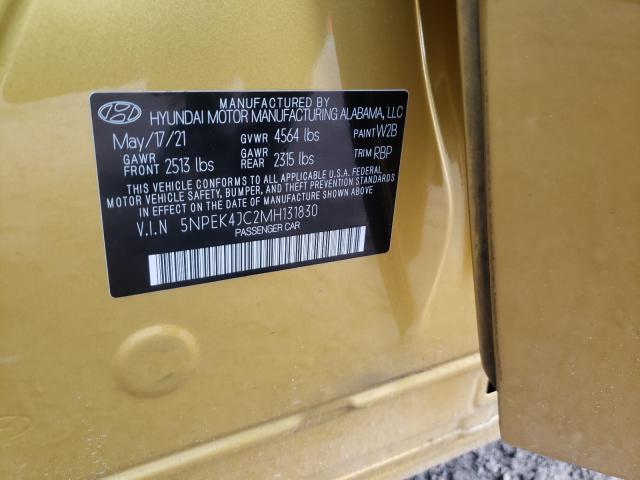 MANUFACTURED BY
HYUNDAI MOTOR MANUFACTURING ALABAMA, LLC
May/17/21 GVWR 4564 lbs PAINT W2B
GAWR FRONT 2513 lbs GAWR REAR 2315 lbs TRIM RBP
THIS VEHICLE CONFORMS TO ALL APPLICABLE U.S.A. FEDERAL
MOTOR VEHICLE SAFETY, BUMPER, AND THEFT PREVENTION STANDARDS
IN EFFECT ON THE DATE OF MANUFACTURE SHOWN ABOVE.
V.I.N 5NPEK4JC2MH131830
PASSENGER CAR